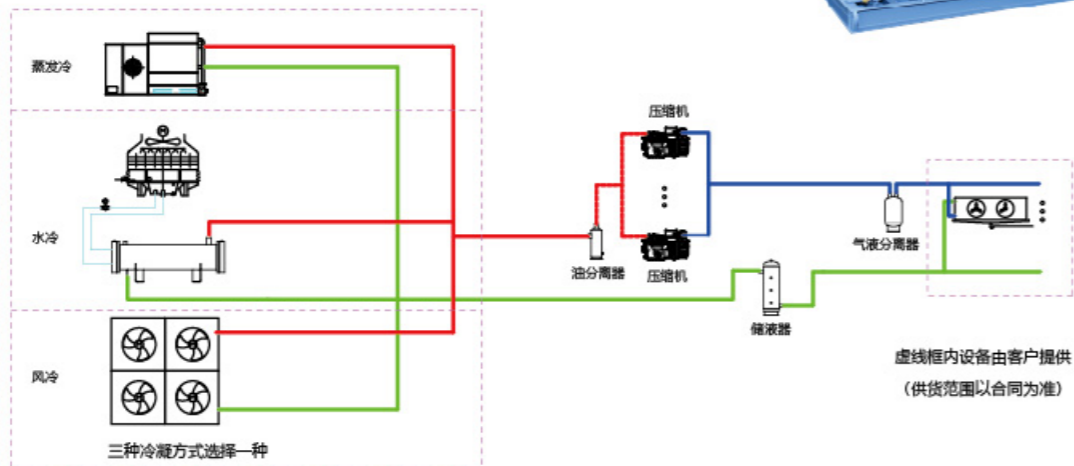 蒸发冷
水冷
风冷
三种冷凝方式选择一种
压缩机
油分离器
压缩机
气液分离器
储液器
虚线框内设备由客户提供
（供货范围以合同为准）